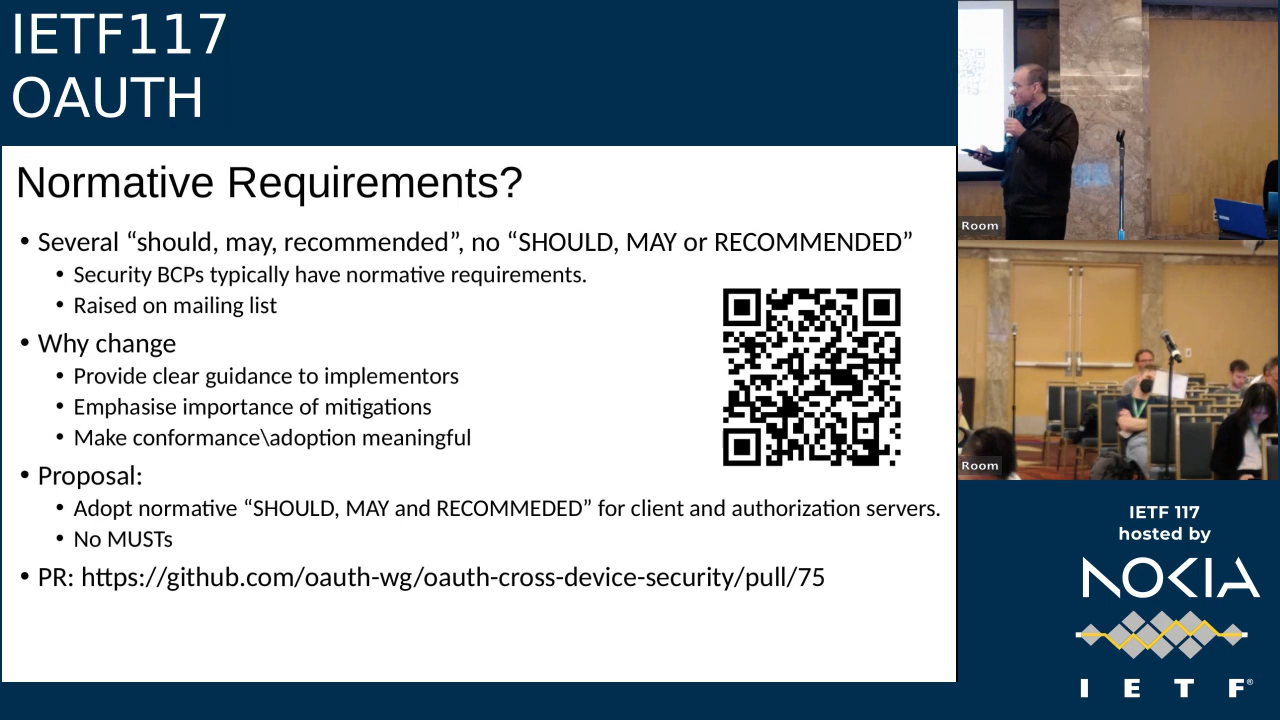 IETF117
OAUTH
Normative Requirements?
• Several “should, may, recommended”, no “SHOULD, MAY or RECOMMENDED”
• Security BCPs typically have normative requirements.
• Raised on mailing list
• Why change
• Provide clear guidance to implementors
• Emphasise importance of mitigations
• Make conformance\adoption meaningful
• Proposal:
• Adopt normative “SHOULD, MAY and RECOMMEDED” for client and authorization servers.
• No MUSTs
• PR: https://github.com/oauth-wg/oauth-cross-device-security/pull/75
Room
Room
IETF 117
hosted by
NOKIA
I E T F®